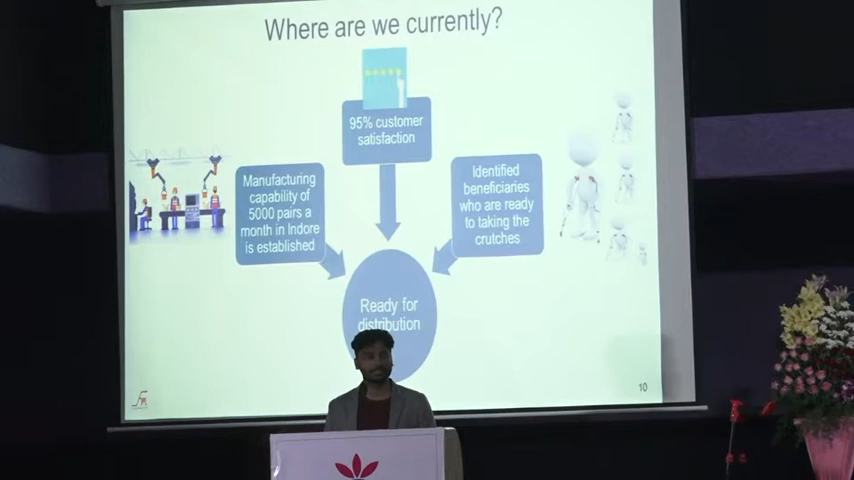 Where are we currently?
95% customer
satisfaction
Manufacturing
capability of
5000 pairs a
month in Indore
is established
Identified
beneficiaries
who are ready
to taking the
crutches
Ready for
distribution
10